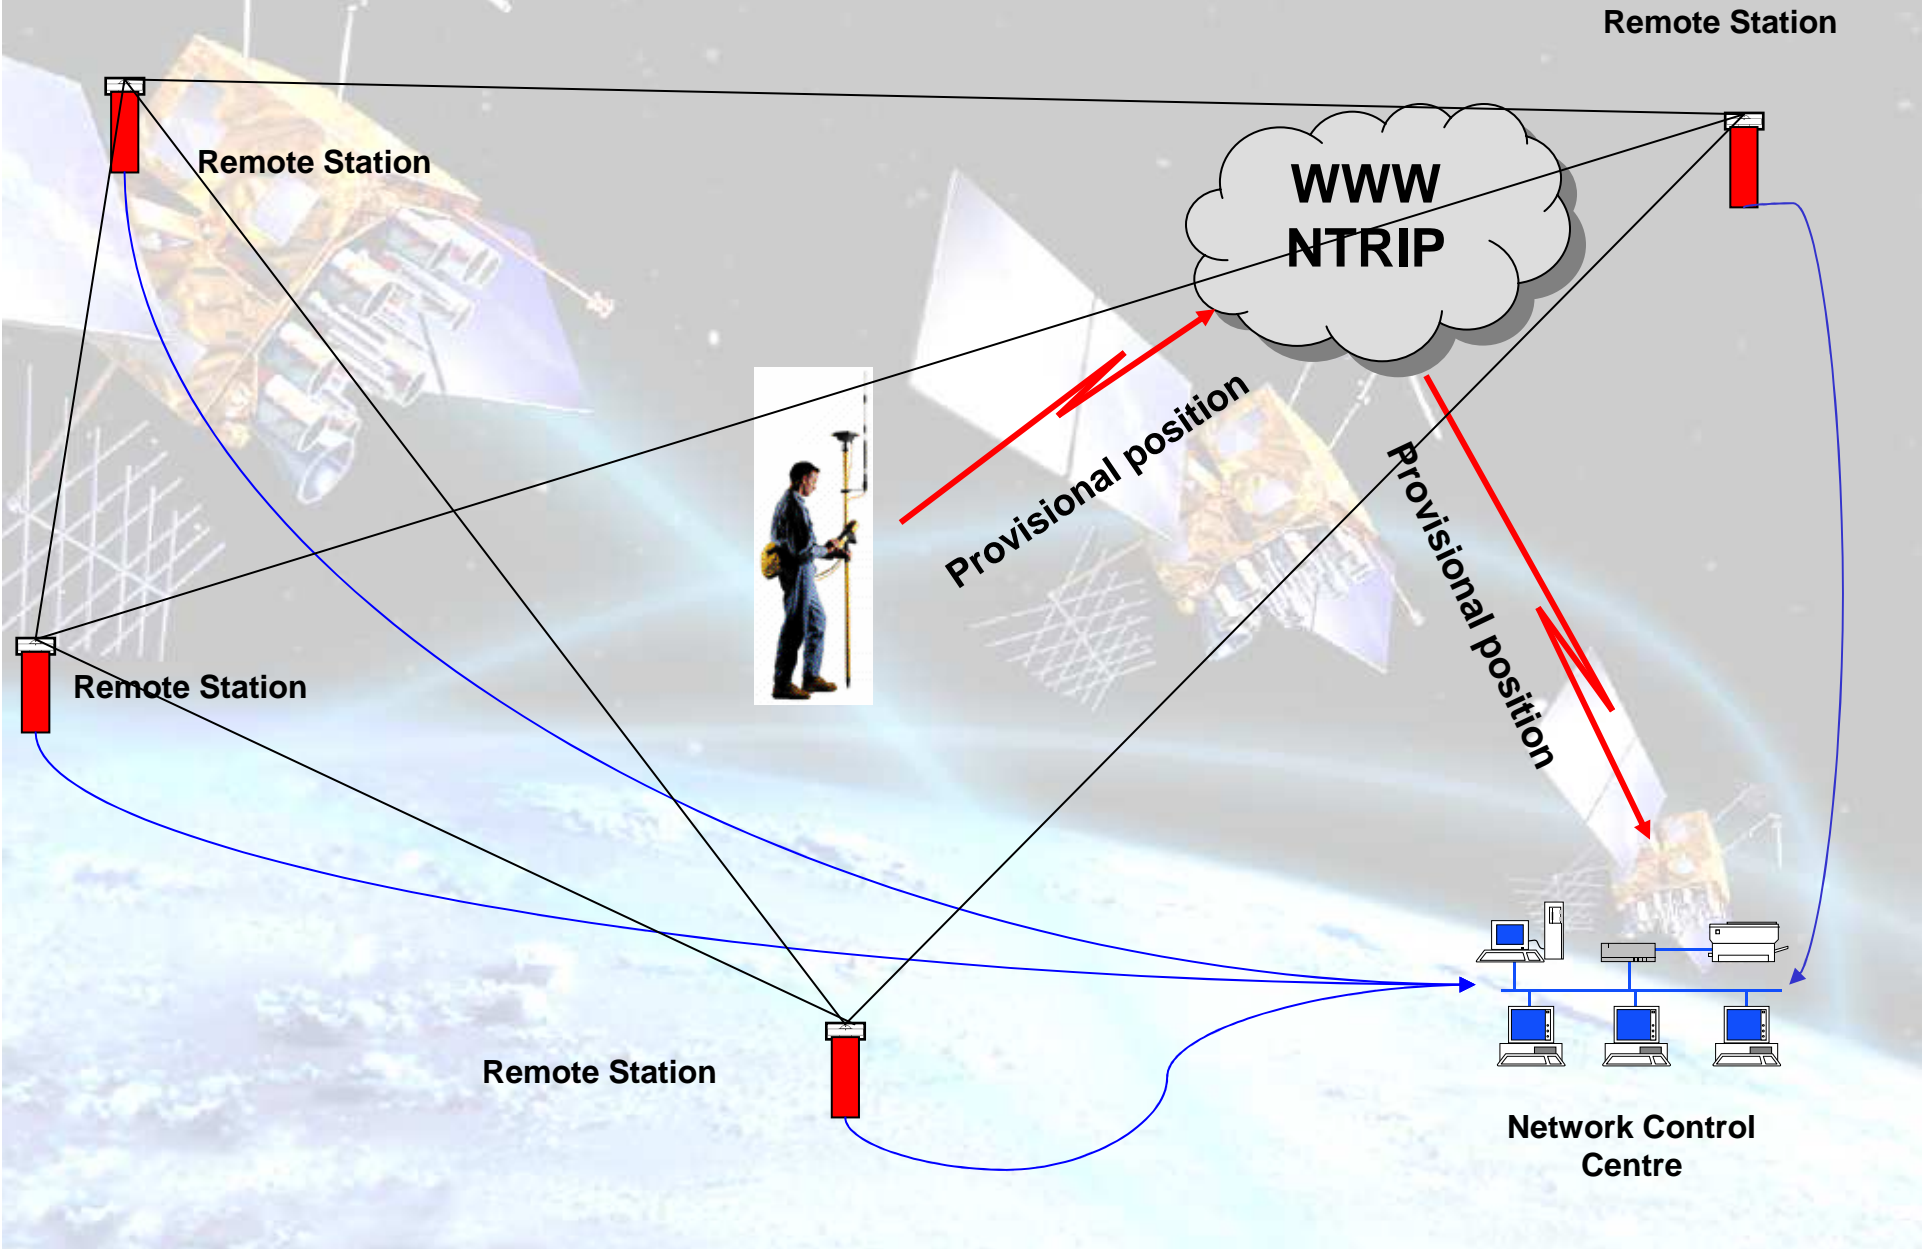 Remote Station
Remote Station
WWW
NTRIP
Provisional position
Provisional position
Remote Station
Remote Station
Network Control
Centre